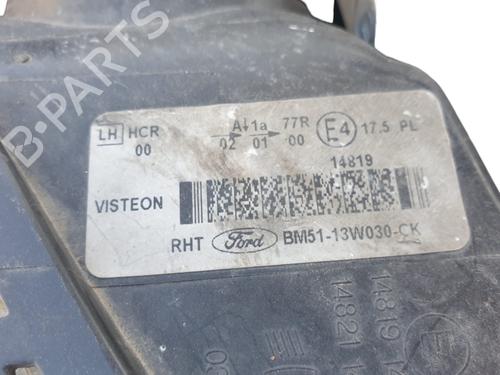 B-PARTS
LH HCR A↓1a 77R E4 17.5 PL
00 02 01 00
14819
VISTEON
RHT Ford BM51-13W030-CK
14819
14821